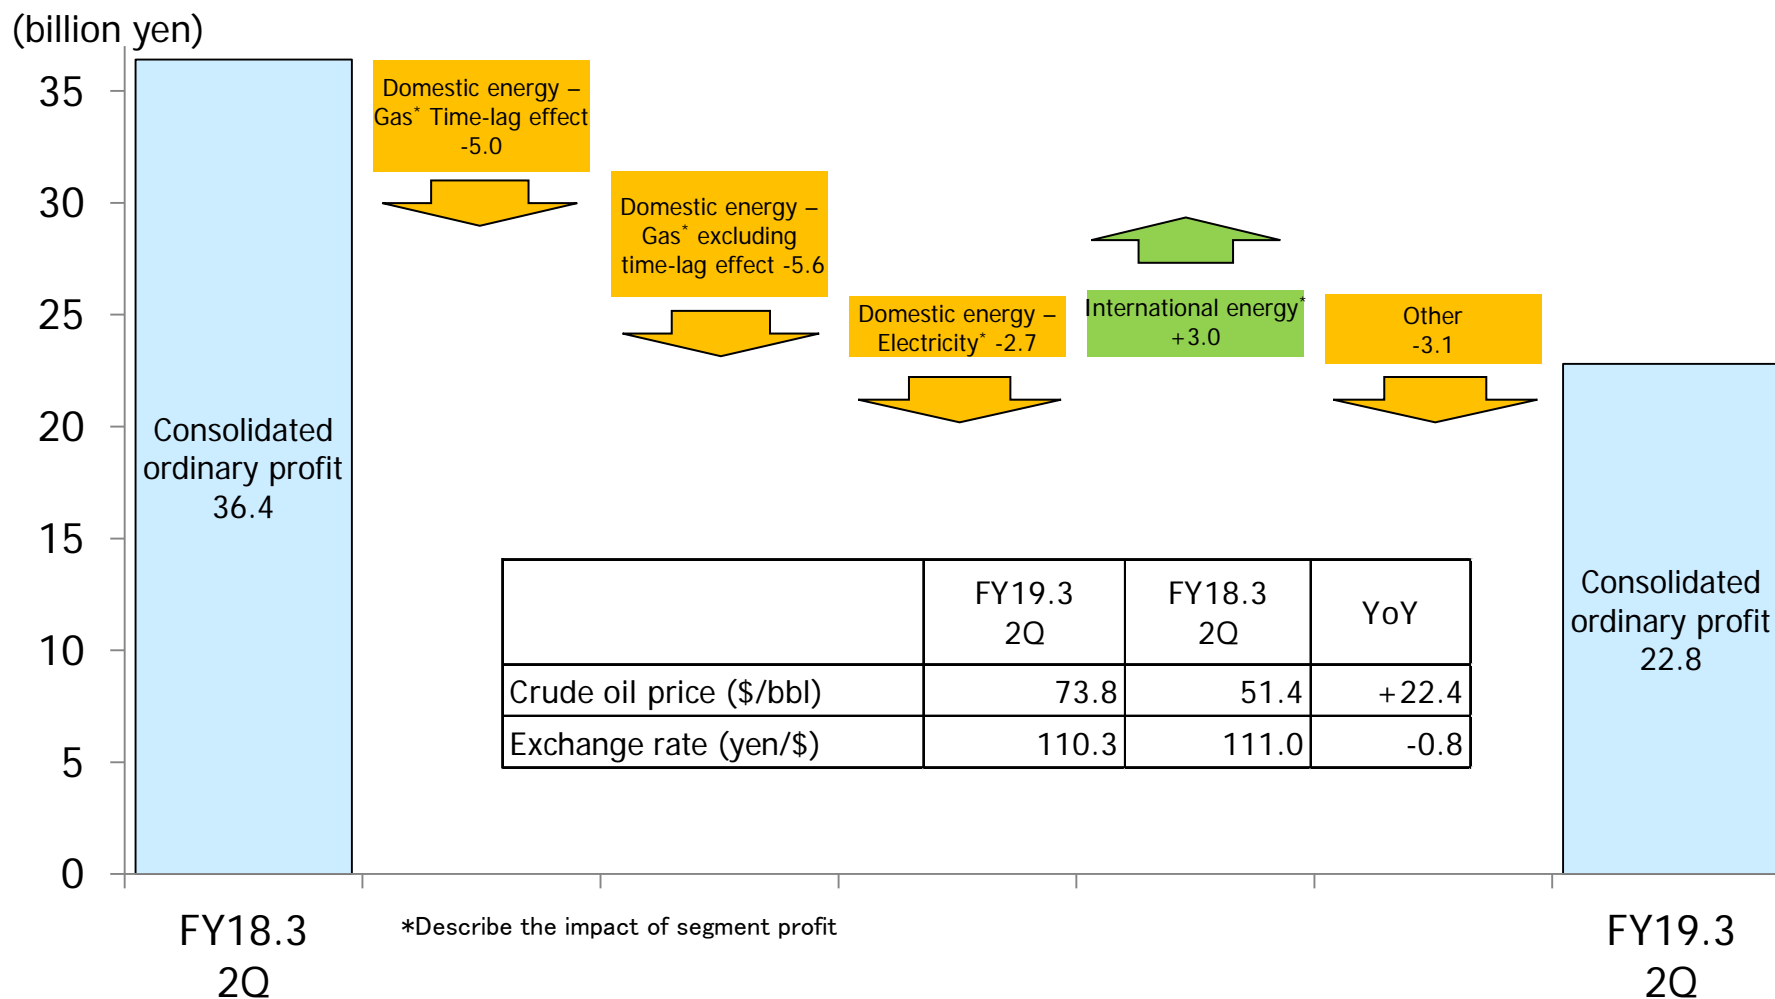 (billion yen)
35
30
25
20
15
10
5
0
Consolidated
ordinary profit
36.4
Domestic energy –
Gas* Time-lag effect
-5.0
Domestic energy –
Gas* excluding
time-lag effect -5.6
Domestic energy –
Electricity* -2.7
International energy*
+3.0
Other
-3.1
Consolidated
ordinary profit
22.8
FY19.3 2Q FY18.3 2Q YoY
Crude oil price ($/bbl) 73.8 51.4 +22.4
Exchange rate (yen/$) 110.3 111.0 -0.8
FY18.3
2Q
*Describe the impact of segment profit
FY19.3
2Q